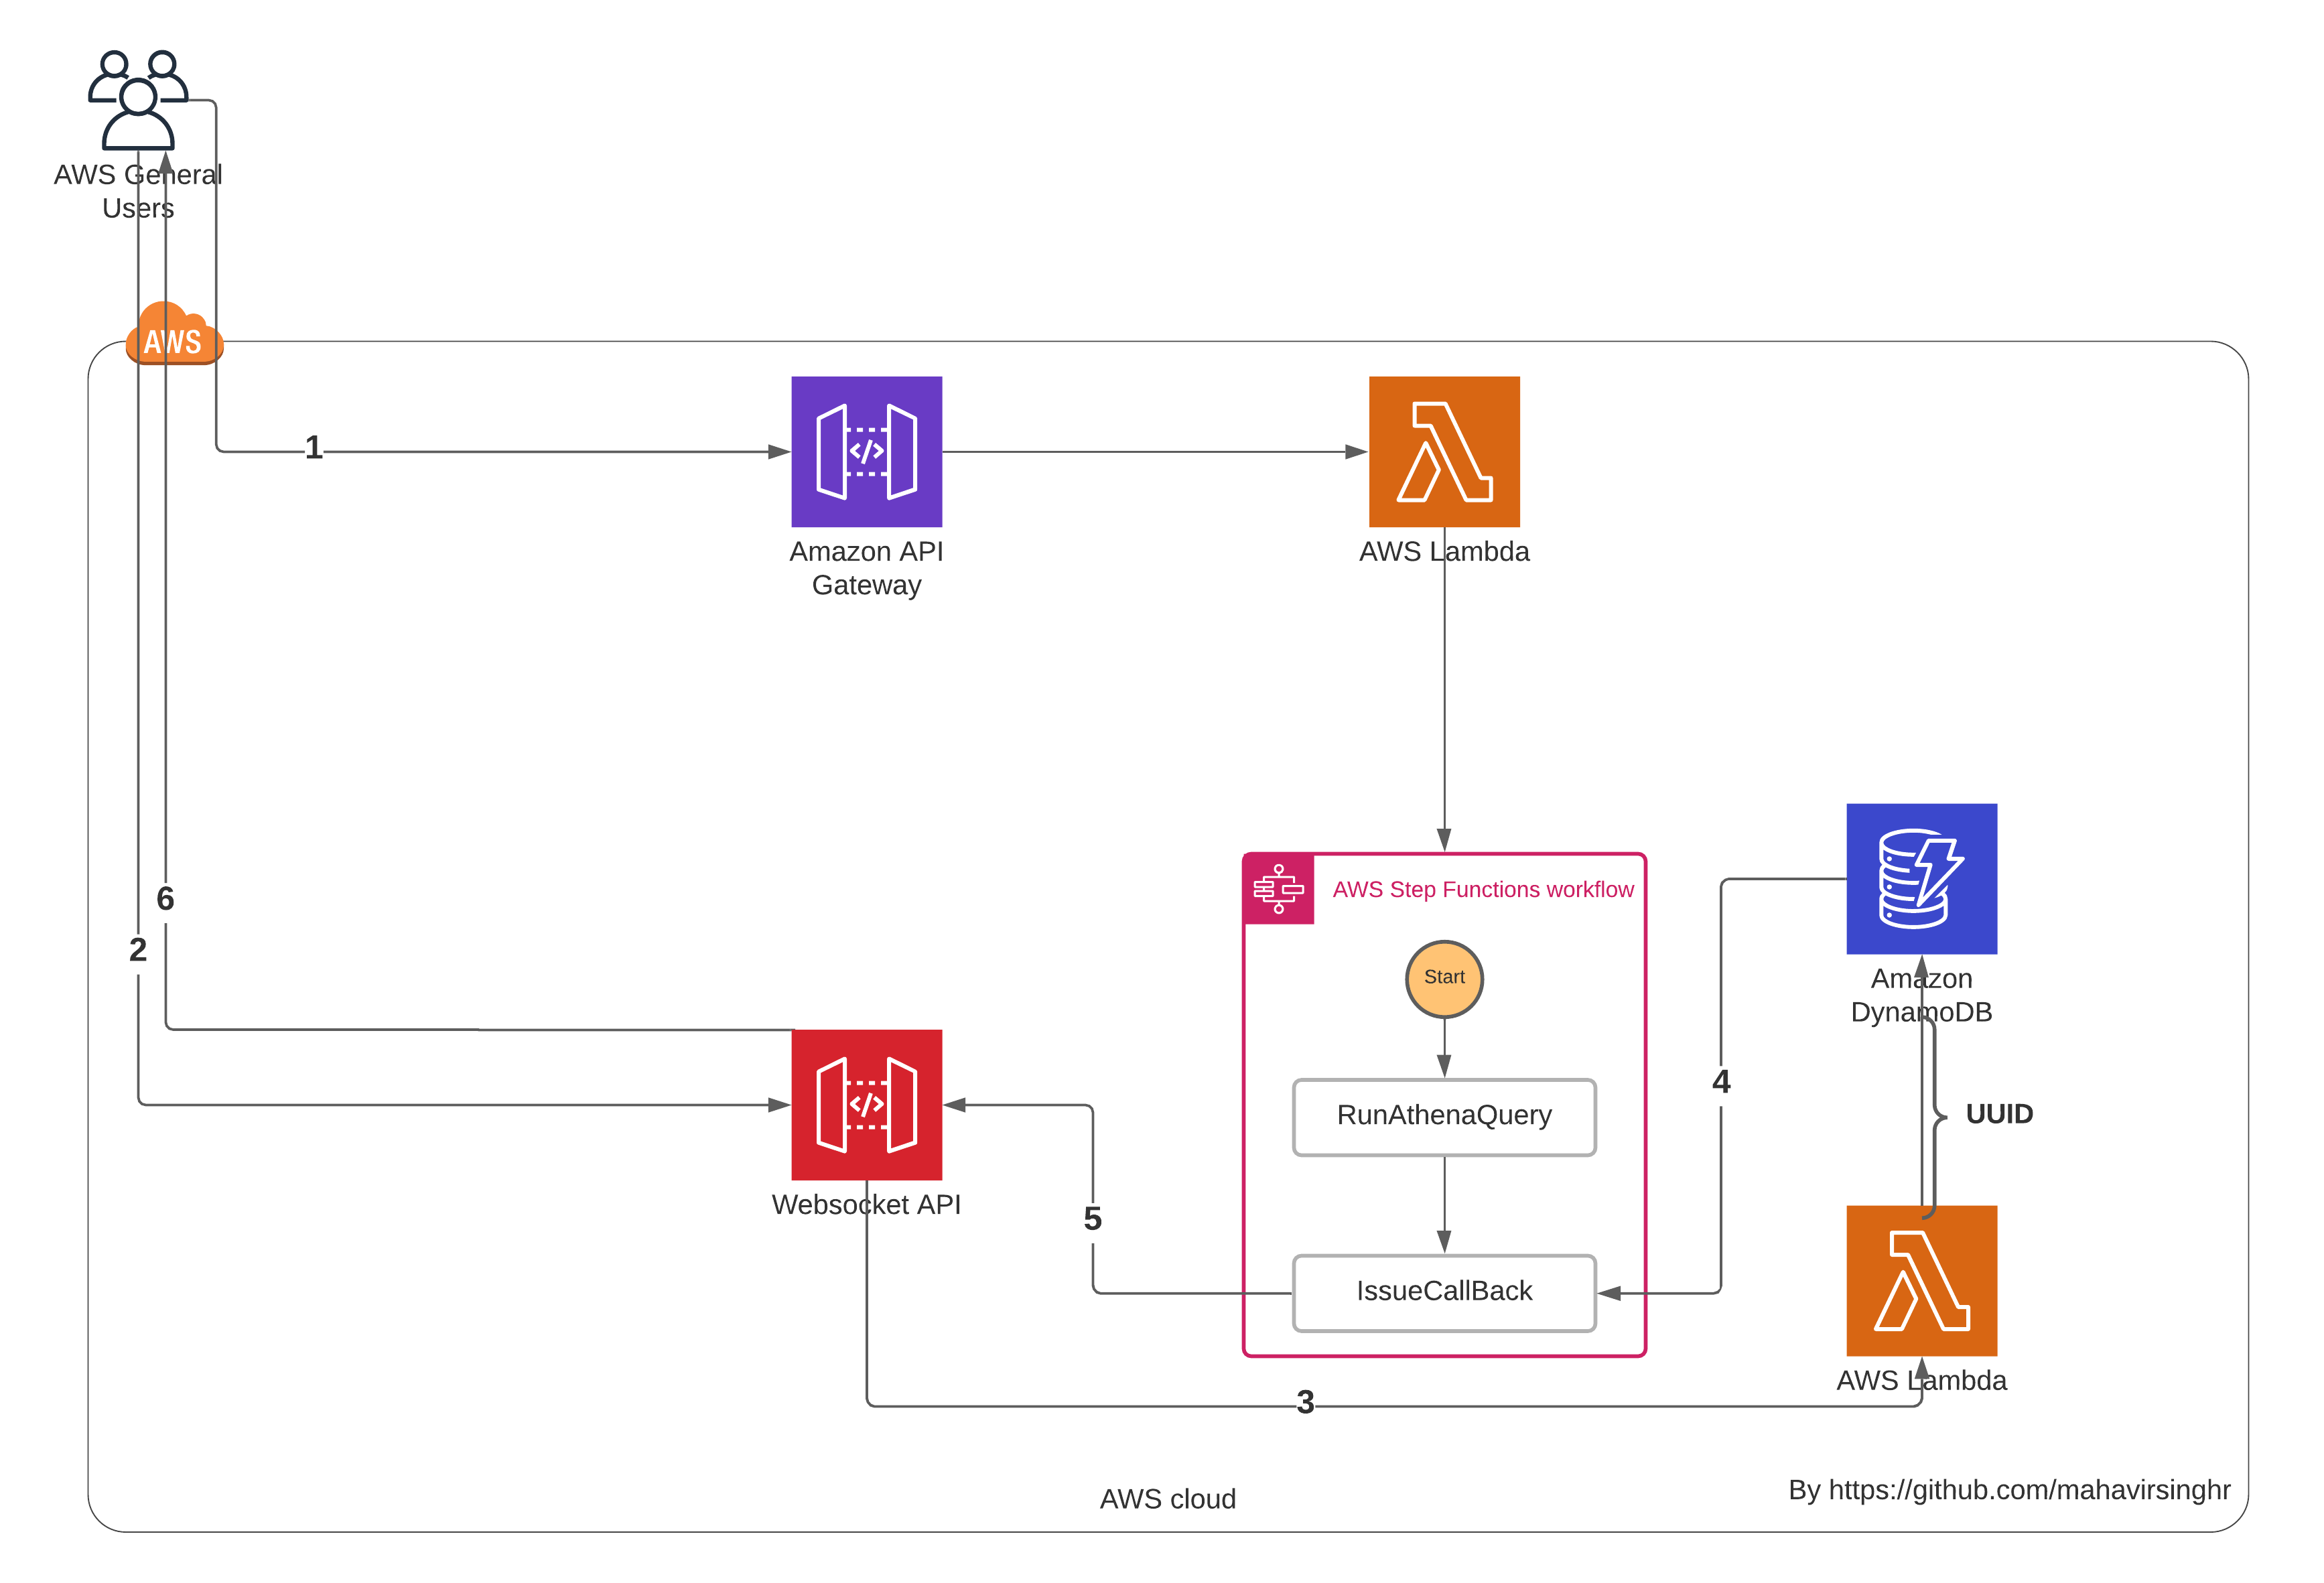 AWS General
Users
AWS
1
Amazon API
Gateway
AWS Lambda
AWS Step Functions workflow
Start
RunAthenaQuery
IssueCallBack
6
2
Websocket API
5
4
Amazon
DynamoDB
UUID
AWS Lambda
3
AWS cloud
By https://github.com/mahavirsinghr